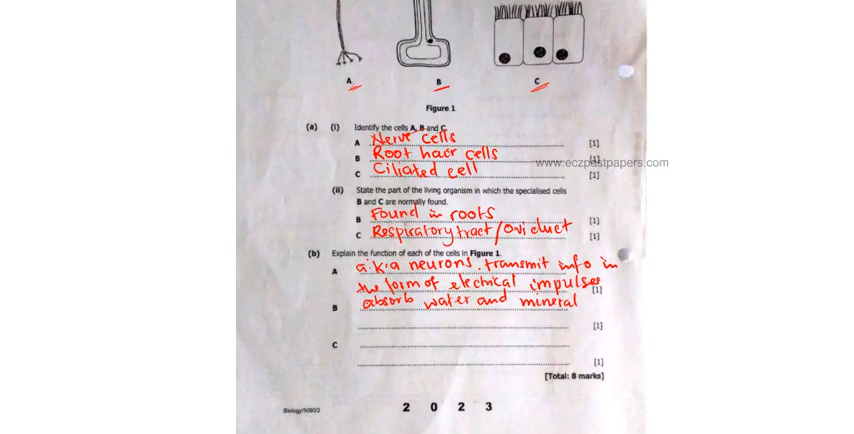 A B C
Figure 1
(a) (i) Identify the cells A, B and C.
A Nerve cells [1]
B Root hair cells [1]
www.eczpastpapers.com
C Ciliated cell [1]
(ii) State the part of the living organism in which the specialised cells
B and C are normally found.
B Found in roots [1]
C Respiratory tract/Oviduct [1]
(b) Explain the function of each of the cells in Figure 1.
A a.k.a neurons. transmit info in
the form of electrical impulses [1]
B absorb water and mineral
[1]
C
[1]
[Total: 8 marks]
Biology/5090/2
2 0 2 3